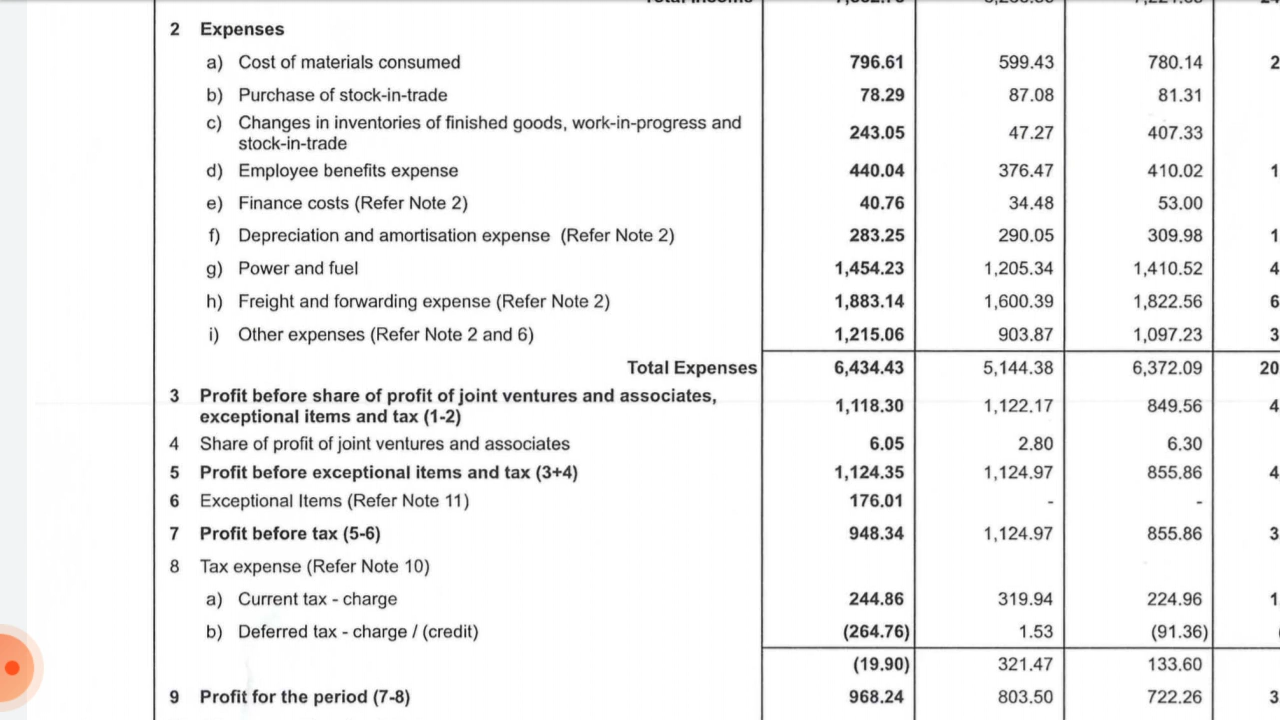 2 Expenses
a) Cost of materials consumed 796.61 599.43 780.14 2
b) Purchase of stock-in-trade 78.29 87.08 81.31
c) Changes in inventories of finished goods, work-in-progress and
stock-in-trade 243.05 47.27 407.33
d) Employee benefits expense 440.04 376.47 410.02 1
e) Finance costs (Refer Note 2) 40.76 34.48 53.00
f) Depreciation and amortisation expense (Refer Note 2) 283.25 290.05 309.98 1
g) Power and fuel 1,454.23 1,205.34 1,410.52 4
h) Freight and forwarding expense (Refer Note 2) 1,883.14 1,600.39 1,822.56 6
i) Other expenses (Refer Note 2 and 6) 1,215.06 903.87 1,097.23 3
Total Expenses 6,434.43 5,144.38 6,372.09 20
3 Profit before share of profit of joint ventures and associates,
exceptional items and tax (1-2) 1,118.30 1,122.17 849.56 4
4 Share of profit of joint ventures and associates 6.05 2.80 6.30
5 Profit before exceptional items and tax (3+4) 1,124.35 1,124.97 855.86 4
6 Exceptional Items (Refer Note 11) 176.01 - -
7 Profit before tax (5-6) 948.34 1,124.97 855.86 3
8 Tax expense (Refer Note 10)
a) Current tax - charge 244.86 319.94 224.96 1
b) Deferred tax - charge / (credit) (264.76) 1.53 (91.36) (
(19.90) 321.47 133.60
9 Profit for the period (7-8) 968.24 803.50 722.26 3